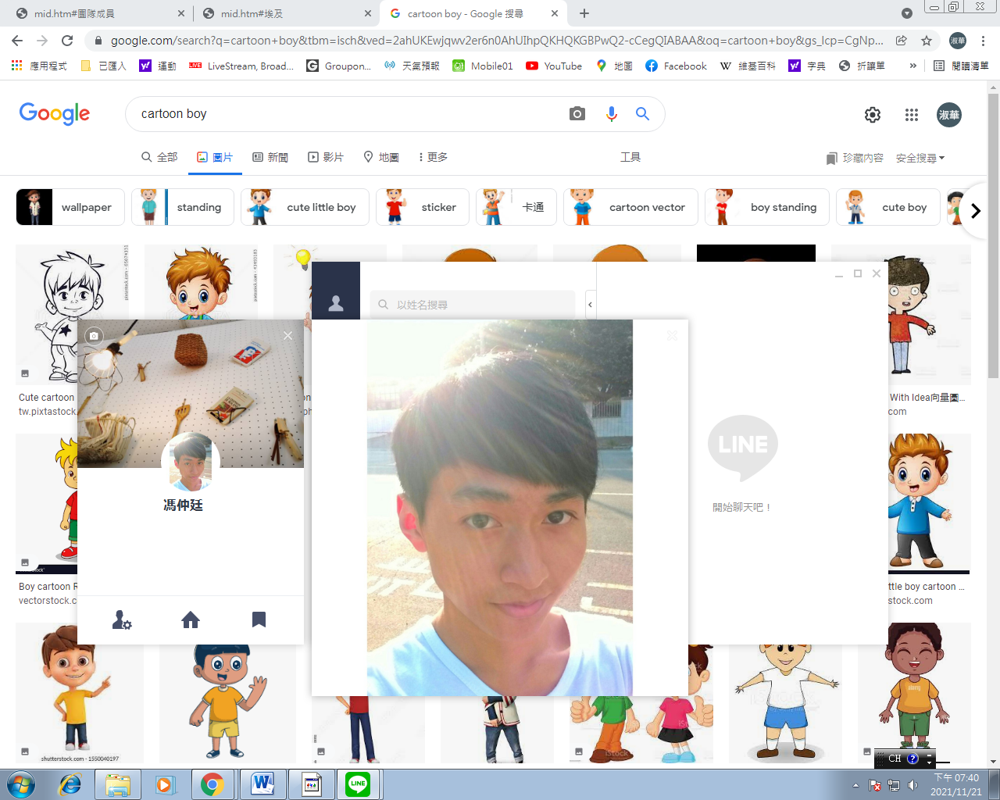 mid.htm#團隊成員
mid.htm#埃及
cartoon boy - Google 搜尋
google.com/search?q=cartoon+boy&tbm=isch&ved=2ahUKEwjqwv2er6n0AhUIhpQKHQKGBPwQ2-cCegQIABAA&oq=cartoon+boy&gs_lcp=CgNp...
淑華
應用程式
已匯入
運動
LiveStream, Broad...
Groupon...
天氣預報
Mobile01
YouTube
地圖
Facebook
維基百科
字典
折讓單
»
閱讀清單
Google
cartoon boy
淑華
全部
圖片
新聞
影片
地圖
更多
工具
珍藏內容
安全搜尋
wallpaper
standing
cute little boy
sticker
卡通
cartoon vector
boy standing
cute boy
以姓名搜尋
Cute cartoon
tw.pixtastock.
With Idea向量圖...
.com
馮仲廷
LINE
開始聊天吧！
Boy cartoon R
vectorstock.c
ttle boy cartoon ...
stock.com
shutterstock.com · 1550040197
iStock
CH
下午 07:40
2021/11/21
LINE